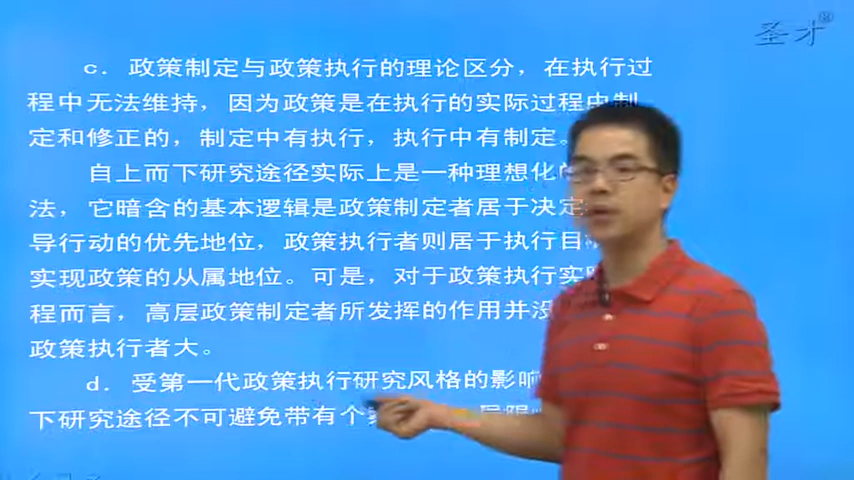 圣才®
c. 政策制定与政策执行的理论区分，在执行过
程中无法维持，因为政策是在执行的实际过程中制
定和修正的，制定中有执行，执行中有制定。
自上而下研究途径实际上是一种理想化的
法，它暗含的基本逻辑是政策制定者居于决定
导行动的优先地位，政策执行者则居于执行目
实现政策的从属地位。可是，对于政策执行实
程而言，高层政策制定者所发挥的作用并没
政策执行者大。
d. 受第一代政策执行研究风格的影响
下研究途径不可避免带有个